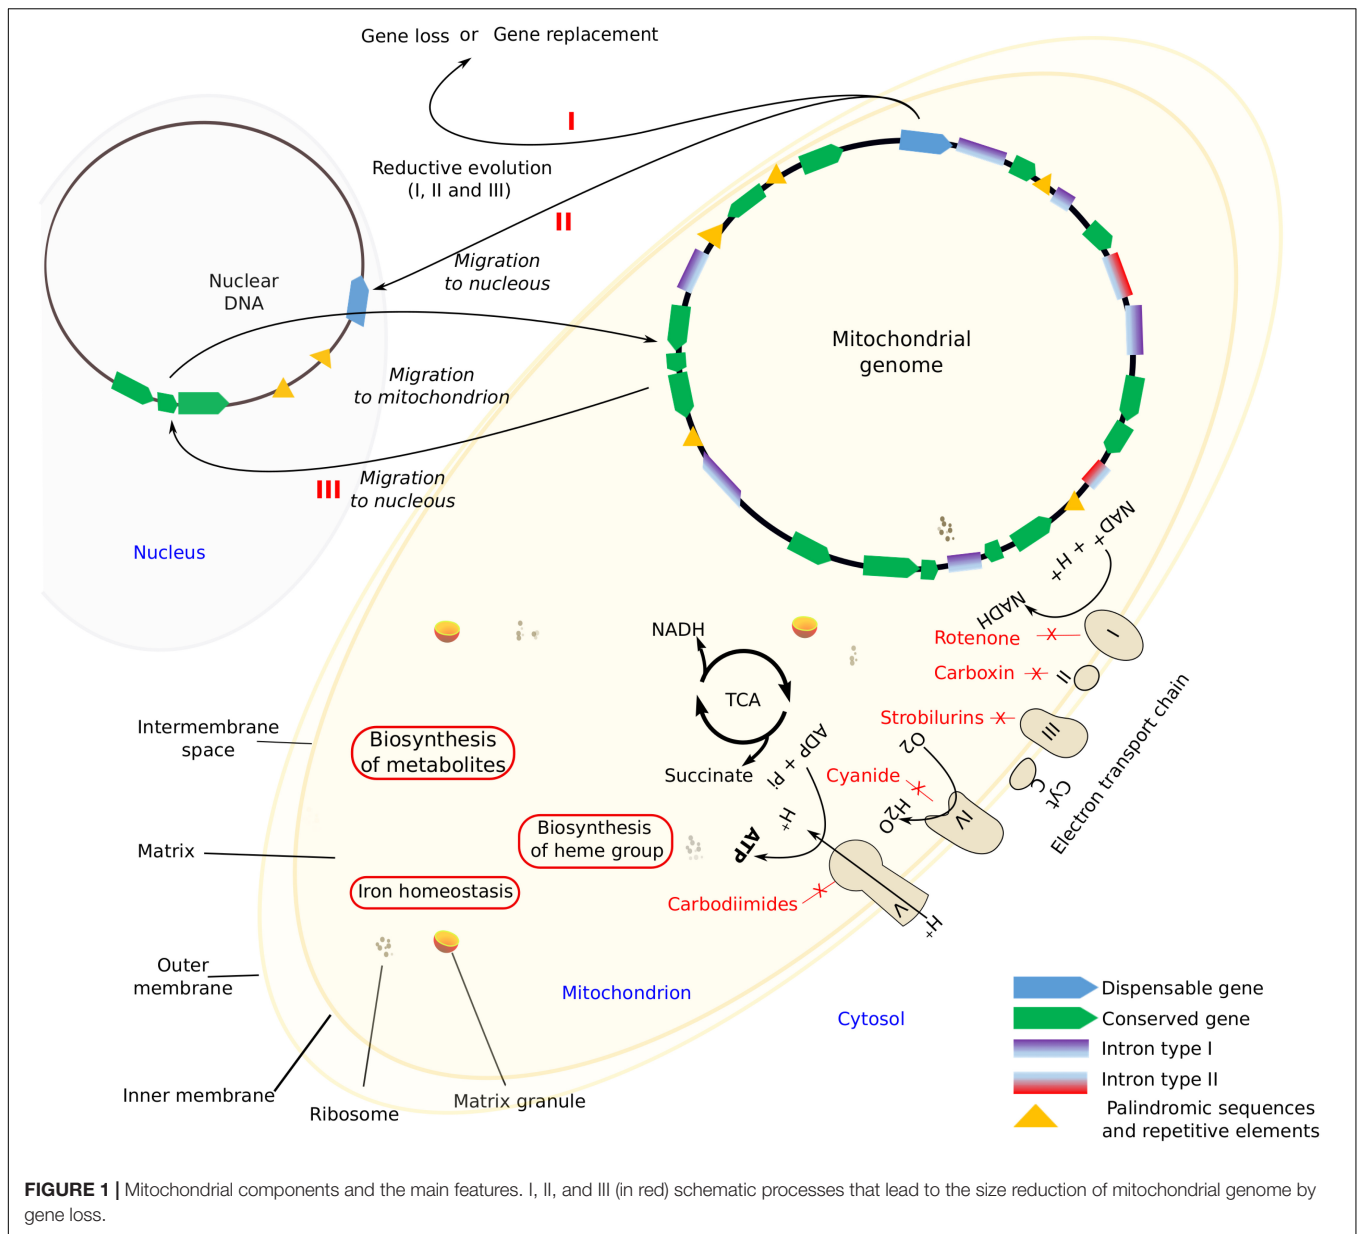 Gene loss or Gene replacement
I
Reductive evolution
(I, II and III)
II
Migration
to nucleous
Nuclear
DNA
Mitochondrial
genome
Migration
to mitochondrion
III
Migration
to nucleous
Nucleus
NAD⁺ + H⁺
NADH
Rotenone
X
I
Carboxin
X
II
Strobilurins
X
III
Cyt
C
Electron transport chain
NADH
TCA
Succinate
ADP + Pi
ATP
H⁺
O2
H2O
Cyanide
X
IV
Carbodiimides
X
V
H⁺
Intermembrane
space
Biosynthesis
of metabolites
Biosynthesis
of heme group
Matrix
Iron homeostasis
Outer
membrane
Mitochondrion
Cytosol
Inner membrane
Ribosome
Matrix granule
Dispensable gene
Conserved gene
Intron type I
Intron type II
Palindromic sequences
and repetitive elements
FIGURE 1 | Mitochondrial components and the main features. I, II, and III (in red) schematic processes that lead to the size reduction of mitochondrial genome by
gene loss.